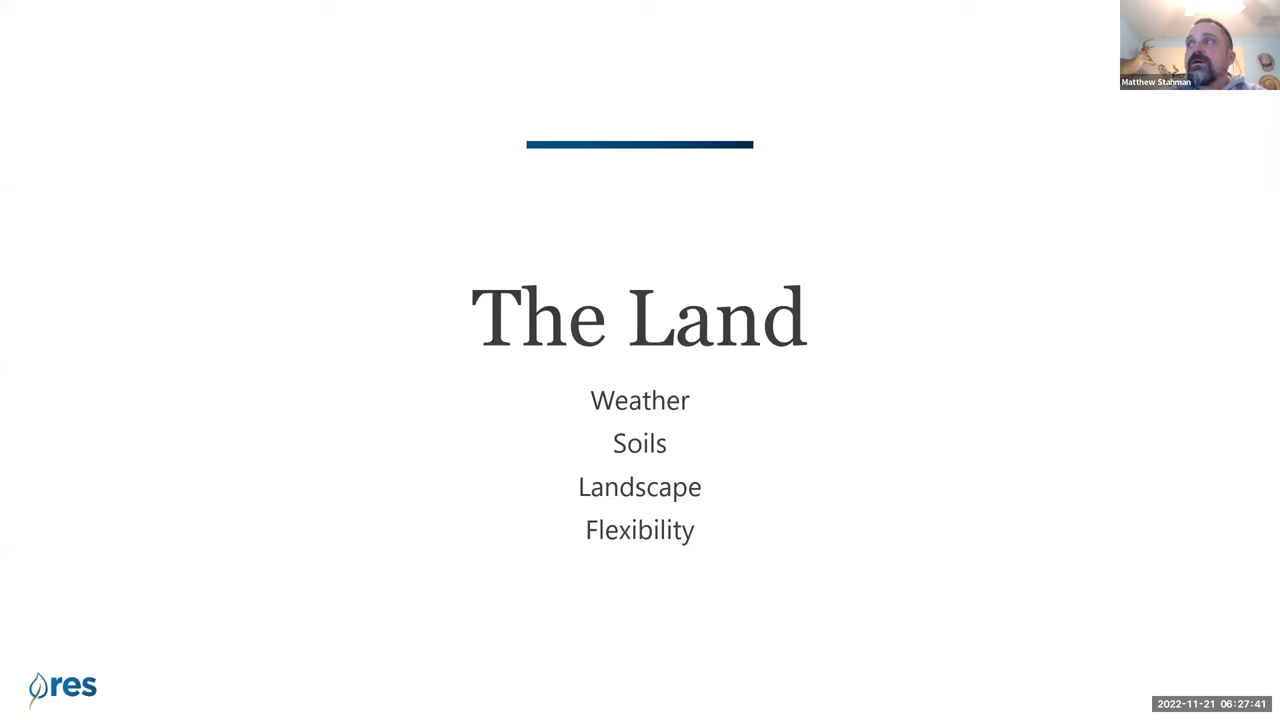 Matthew Stahman
The Land
Weather
Soils
Landscape
Flexibility
res
2022-11-21 06:27:41